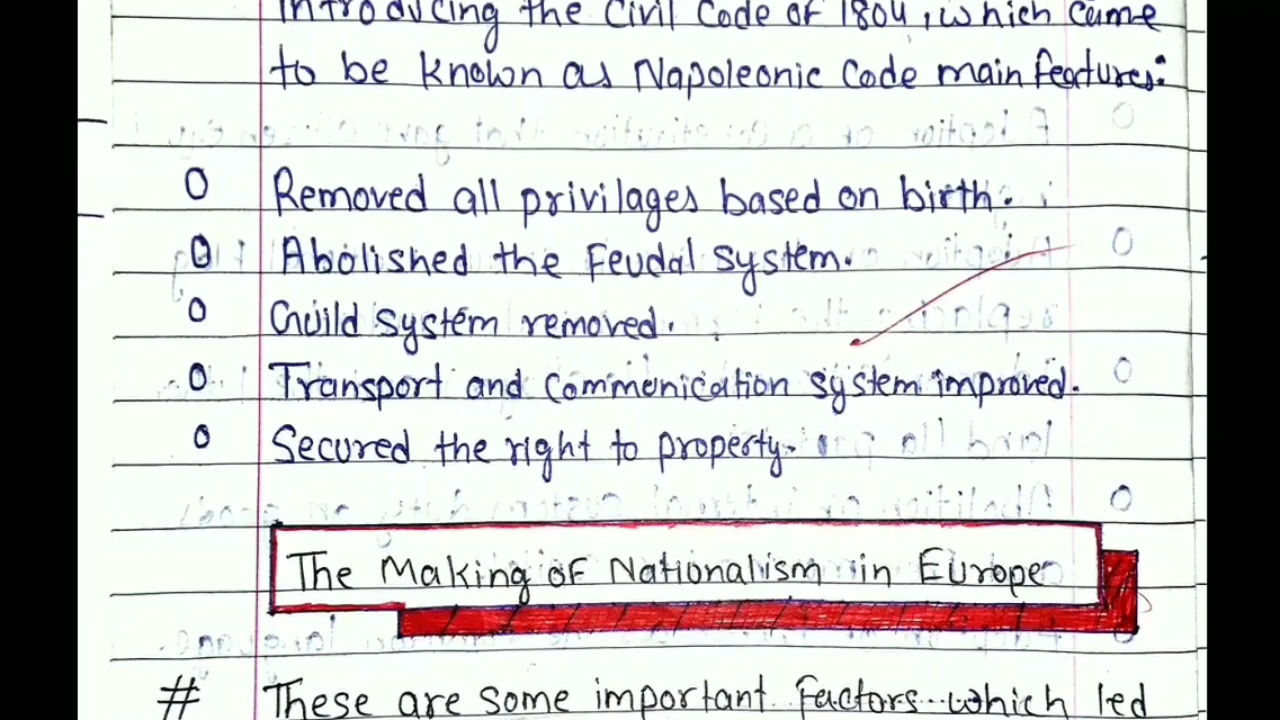 Introducing the Civil Code of 1804, which came
to be known as Napoleonic Code main features:
O Removed all privilages based on birth.
O Abolished the Feudal system.
O Guild system removed.
O Transport and Communication system improved.
O Secured the right to property.
The Making of Nationalism in Europe
# These are some important factors which led